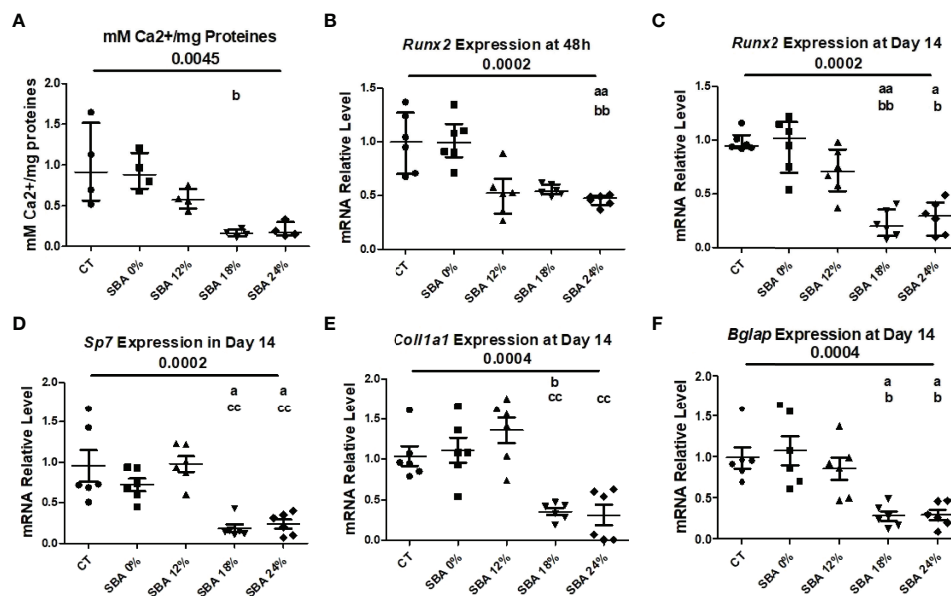 A
mM Ca2+/mg Proteines
0.0045
b
mM Ca2+/mg proteines
2.0
1.5
1.0
0.5
0.0
CT
SBA 0%
SBA 12%
SBA 18%
SBA 24%
B
Runx2 Expression at 48h
0.0002
aa
bb
mRNA Relative Level
1.5
1.0
0.5
0.0
CT
SBA 0%
SBA 12%
SBA 18%
SBA 24%
C
Runx2 Expression at Day 14
0.0002
aa
a
bb
b
mRNA Relative Level
1.5
1.0
0.5
0.0
CT
SBA 0%
SBA 12%
SBA 18%
SBA 24%
D
Sp7 Expression in Day 14
0.0002
a
a
cc
cc
mRNA Relative Level
2.0
1.5
1.0
0.5
0.0
CT
SBA 0%
SBA 12%
SBA 18%
SBA 24%
E
Coll1a1 Expression at Day 14
0.0004
b
cc
cc
mRNA Relative Level
2.0
1.5
1.0
0.5
0.0
CT
SBA 0%
SBA 12%
SBA 18%
SBA 24%
F
Bglap Expression at Day 14
0.0004
a
a
b
b
mRNA Relative Level
2.0
1.5
1.0
0.5
0.0
CT
SBA 0%
SBA 12%
SBA 18%
SBA 24%